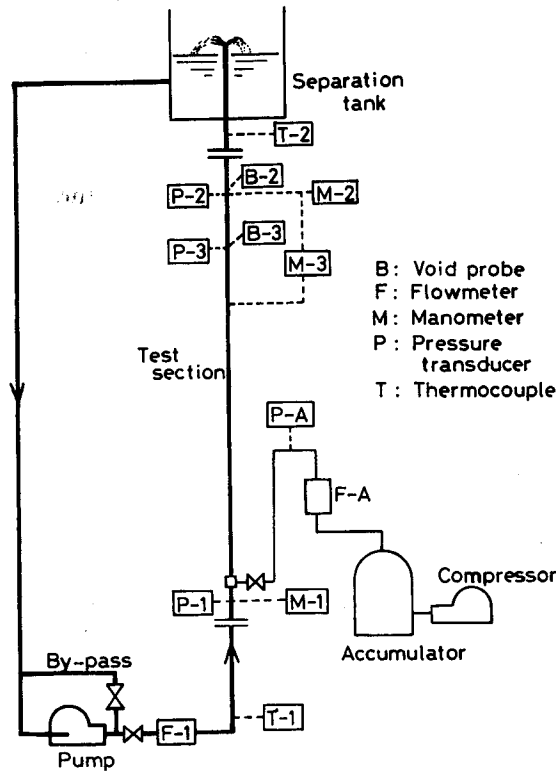 Separation
tank
T-2
B-2
P-2
M-2
B-3
P-3
M-3
B: Void probe
F: Flowmeter
M: Manometer
P: Pressure
transducer
T: Thermocouple
Test
section
P-A
F-A
Compressor
P-1
M-1
Accumulator
By-pass
F-1
T-1
Pump